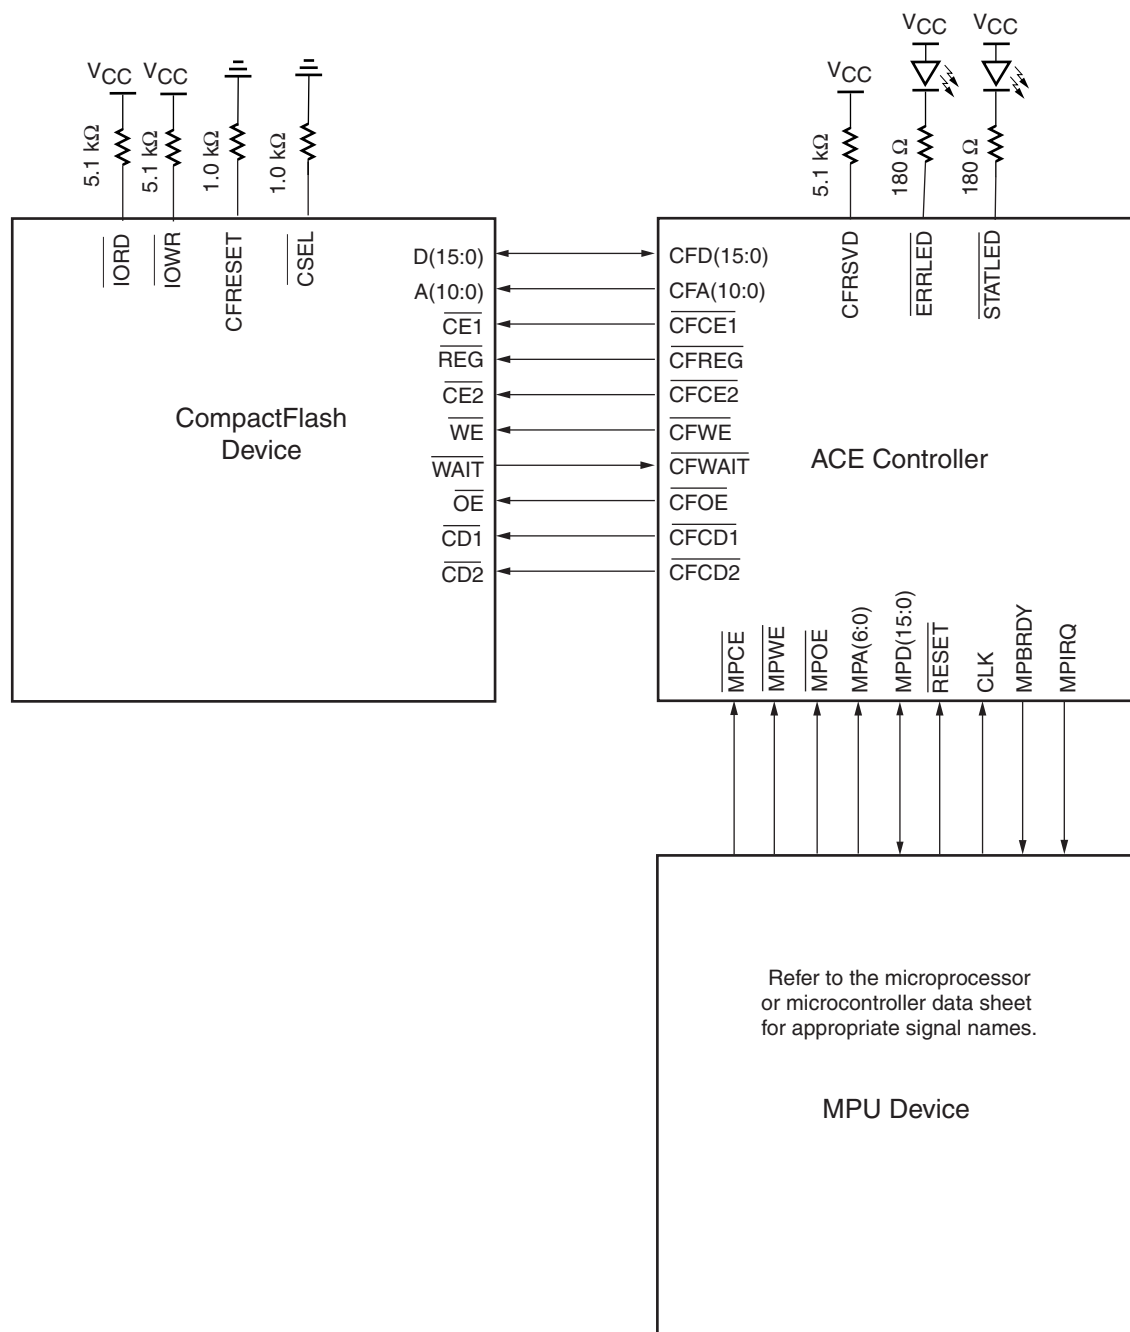 VCC
VCC
5.1 kΩ
5.1 kΩ
1.0 kΩ
1.0 kΩ
VCC
VCC
VCC
5.1 kΩ
180 Ω
180 Ω
IORD
IOWR
CFRESET
CSEL
D(15:0)
A(10:0)
CE1
REG
CE2
WE
WAIT
OE
CD1
CD2
CompactFlash
Device
CFRSVD
ERRLED
STATLED
CFD(15:0)
CFA(10:0)
CFCE1
CFREG
CFCE2
CFWE
CFWAIT
CFOE
CFCD1
CFCD2
ACE Controller
MPCE
MPWE
MPOE
MPA(6:0)
MPD(15:0)
RESET
CLK
MPBRDY
MPIRQ
Refer to the microprocessor
or microcontroller data sheet
for appropriate signal names.
MPU Device